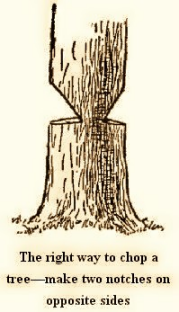 The right way to chop a
tree—make two notches on
opposite sides